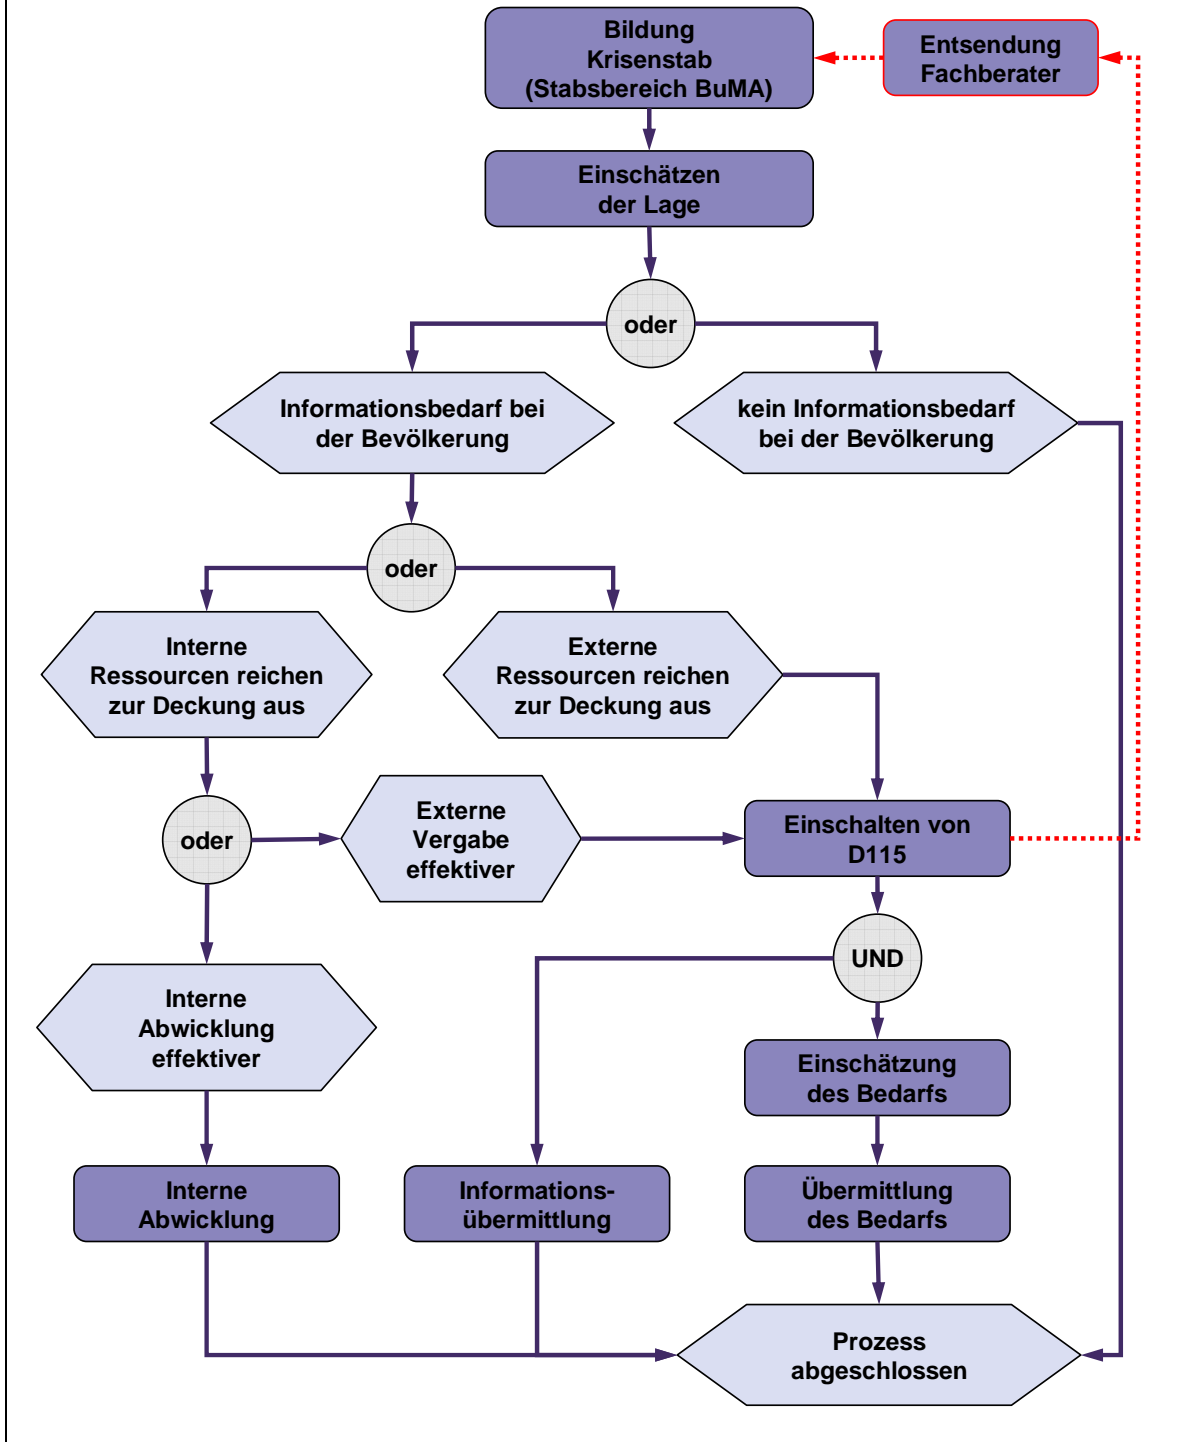 Bildung
Krisenstab
(Stabsbereich BuMA)
Entsendung
Fachberater
Einschätzen
der Lage
oder
Informationsbedarf bei
der Bevölkerung
kein Informationsbedarf
bei der Bevölkerung
oder
Interne
Ressourcen reichen
zur Deckung aus
Externe
Ressourcen reichen
zur Deckung aus
oder
Externe
Vergabe
effektiver
Einschalten von
D115
UND
Interne
Abwicklung
effektiver
Einschätzung
des Bedarfs
Interne
Abwicklung
Informations-
übermittlung
Übermittlung
des Bedarfs
Prozess
abgeschlossen